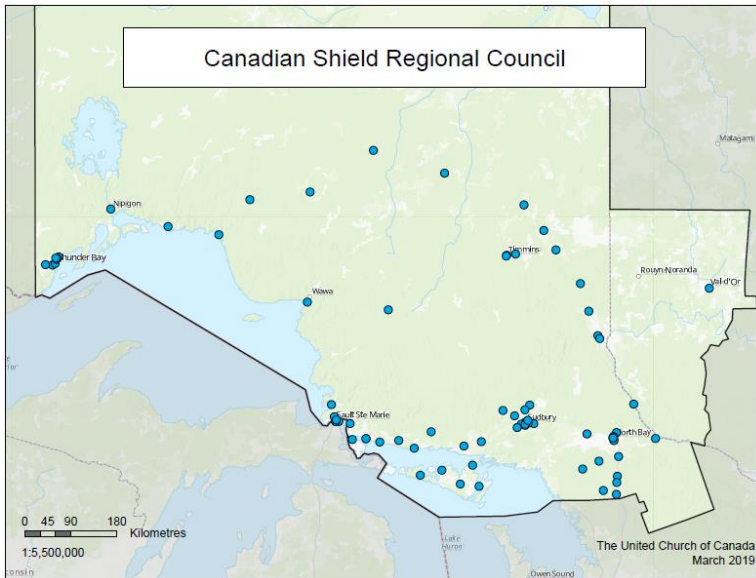 Canadian Shield Regional Council
Matagami
Nipigon
Timmins
Thunder Bay
Rouyn-Noranda
Val-d'Or
Wawa
Sault Ste Marie
Sudbury
North Bay
0 45 90 180
Kilometres
1:5,500,000
Lake
Huron
The United Church of Canada
March 2019
consin
Owen Sound